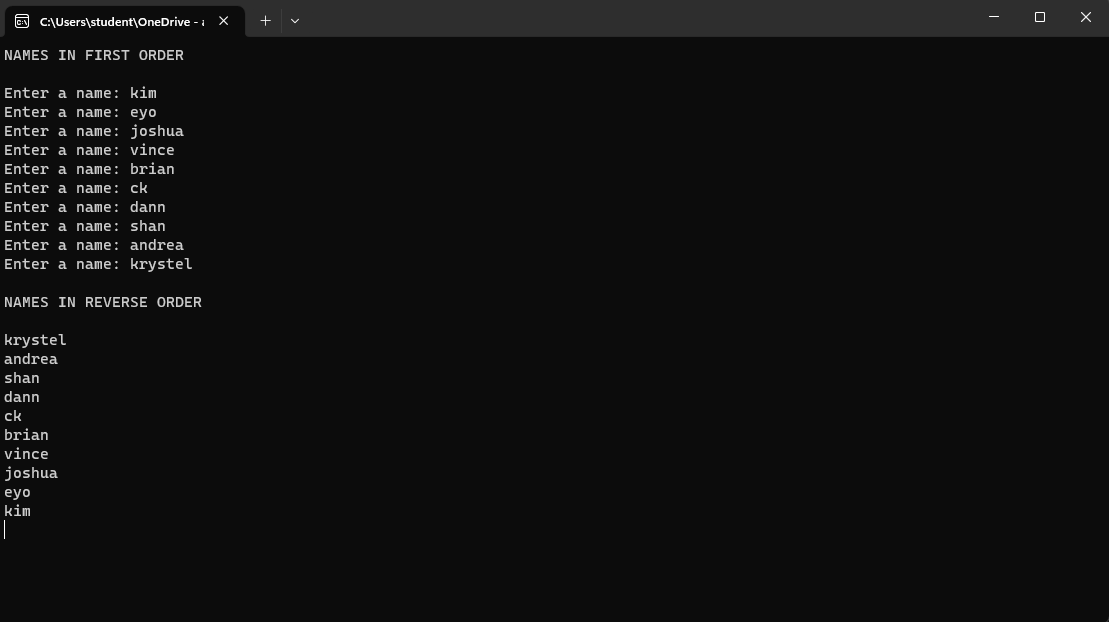 C:\Users\student\OneDrive - a
NAMES IN FIRST ORDER
Enter a name: kim
Enter a name: eyo
Enter a name: joshua
Enter a name: vince
Enter a name: brian
Enter a name: ck
Enter a name: dann
Enter a name: shan
Enter a name: andrea
Enter a name: krystel
NAMES IN REVERSE ORDER
krystel
andrea
shan
dann
ck
brian
vince
joshua
eyo
kim